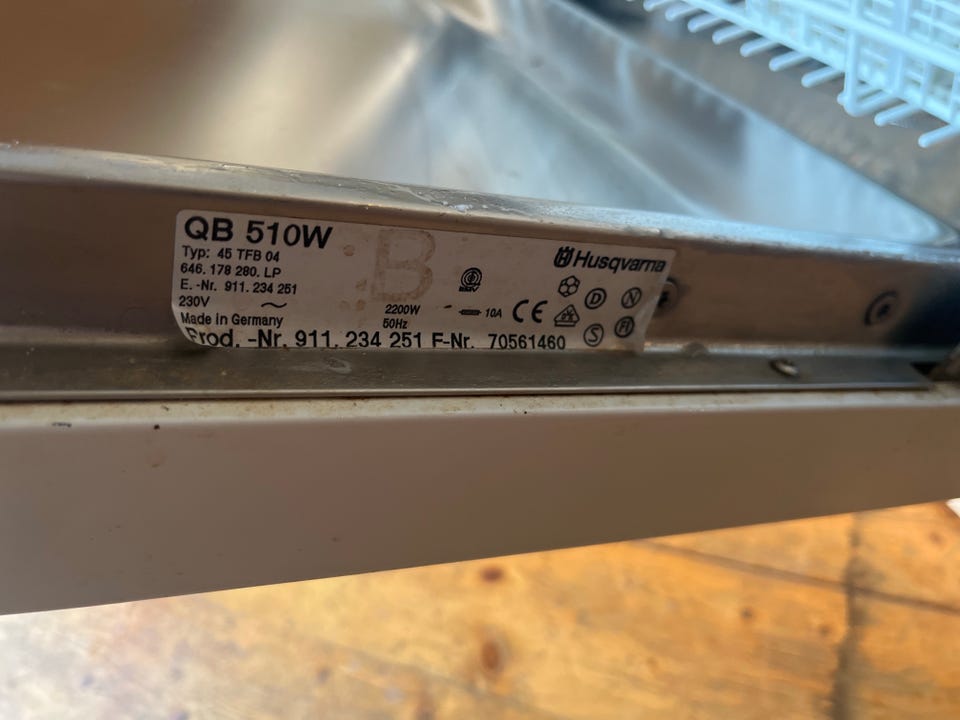 QB 510W
Typ: 45 TFB 04
646. 178 280. LP
E. -Nr. 911. 234 251
230V ~
Made in Germany
B
2200W
50Hz
10A
CE
Husqvarna
D
N
S
FI
Prod. -Nr. 911. 234 251 F-Nr. 70561460